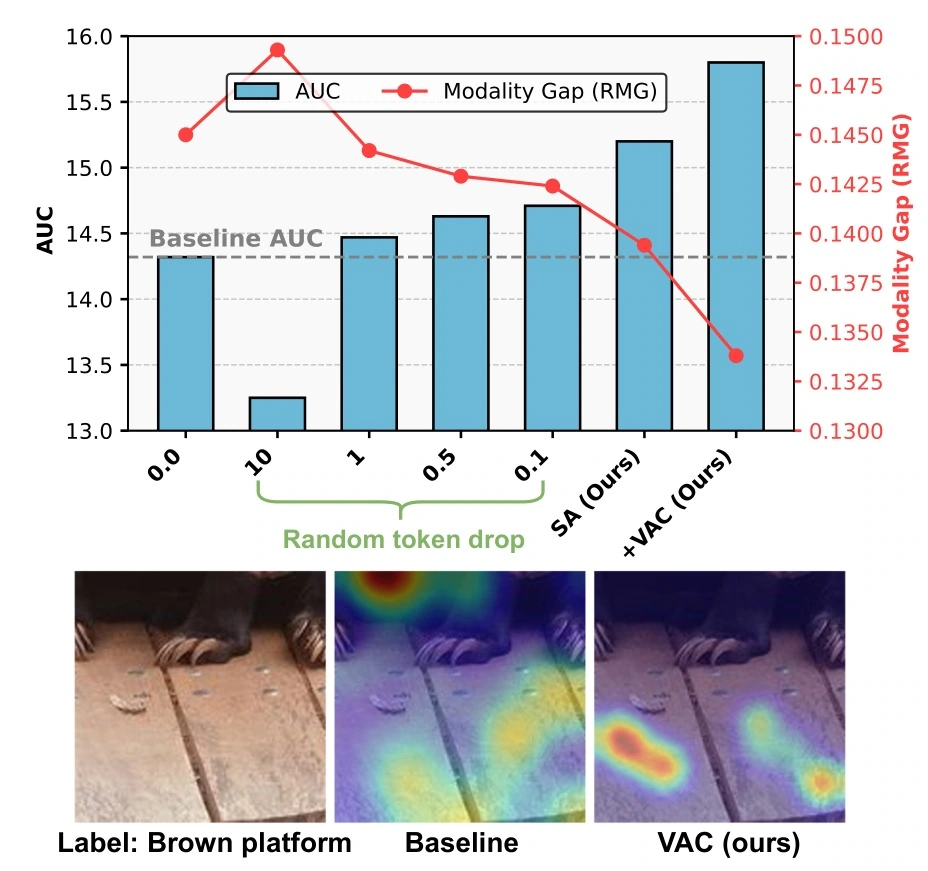 16.0
15.5
15.0
14.5
14.0
13.5
13.0
AUC
0.1500
0.1475
0.1450
0.1425
0.1400
0.1375
0.1350
0.1325
0.1300
Modality Gap (RMG)
AUC Modality Gap (RMG)
Baseline AUC
0.0 10 1 0.5 0.1 SA (Ours) +VAC (Ours)
Random token drop
Label: Brown platform Baseline VAC (ours)